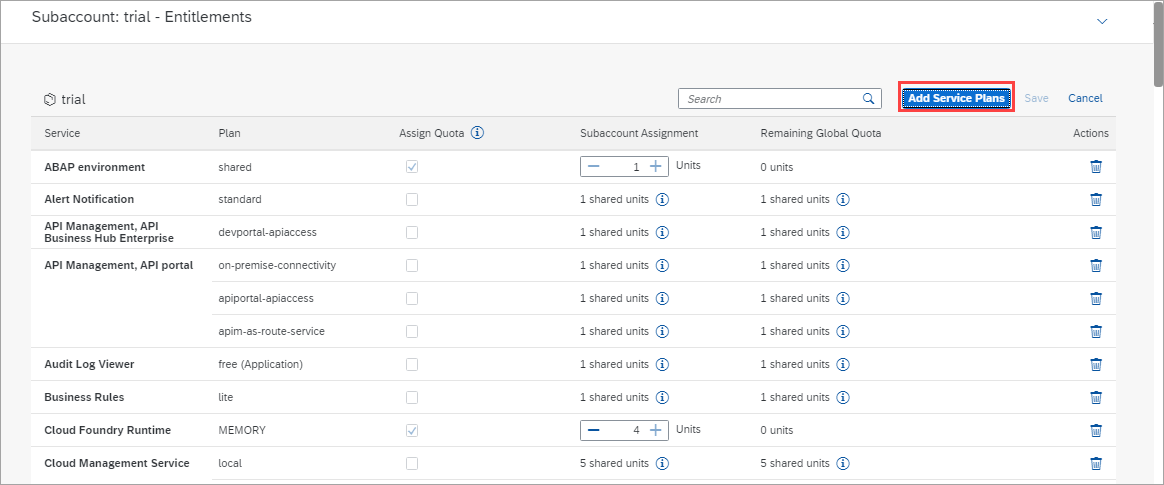 Subaccount: trial - Entitlements
trial
Search
Add Service Plans
Save
Cancel
Service Plan Assign Quota Subaccount Assignment Remaining Global Quota Actions
ABAP environment shared 1 Units 0 units
Alert Notification standard 1 shared units 1 shared units
API Management, API
Business Hub Enterprise devportal-apiaccess 1 shared units 1 shared units
API Management, API portal on-premise-connectivity 1 shared units 1 shared units
apiportal-apiaccess 1 shared units 1 shared units
apim-as-route-service 1 shared units 1 shared units
Audit Log Viewer free (Application) 1 shared units 1 shared units
Business Rules lite 1 shared units 1 shared units
Cloud Foundry Runtime MEMORY 4 Units 0 units
Cloud Management Service local 5 shared units 5 shared units